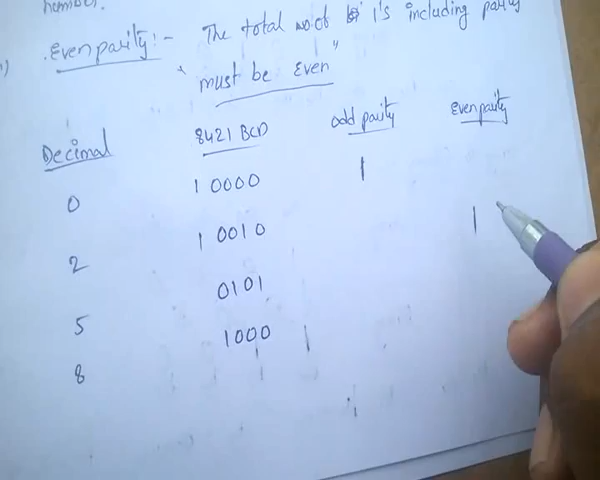 number.
Even parity:- The total no.of 1's including parity
"must be Even"
Decimal 8421 BCD odd parity Even parity
0 1 0000 1
2 1 0010 1
5 0101
8 1000 1